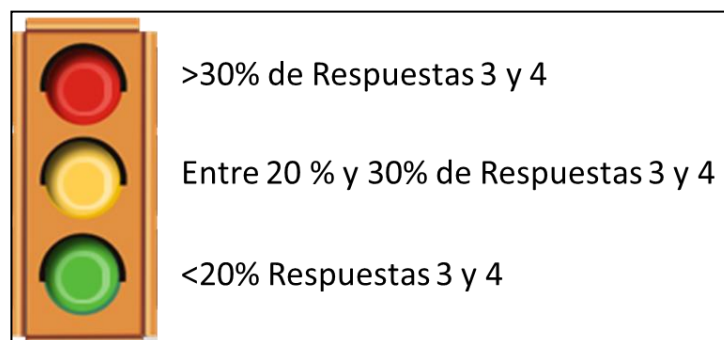 >30% de Respuestas 3 y 4
Entre 20 % y 30% de Respuestas 3 y 4
<20% Respuestas 3 y 4